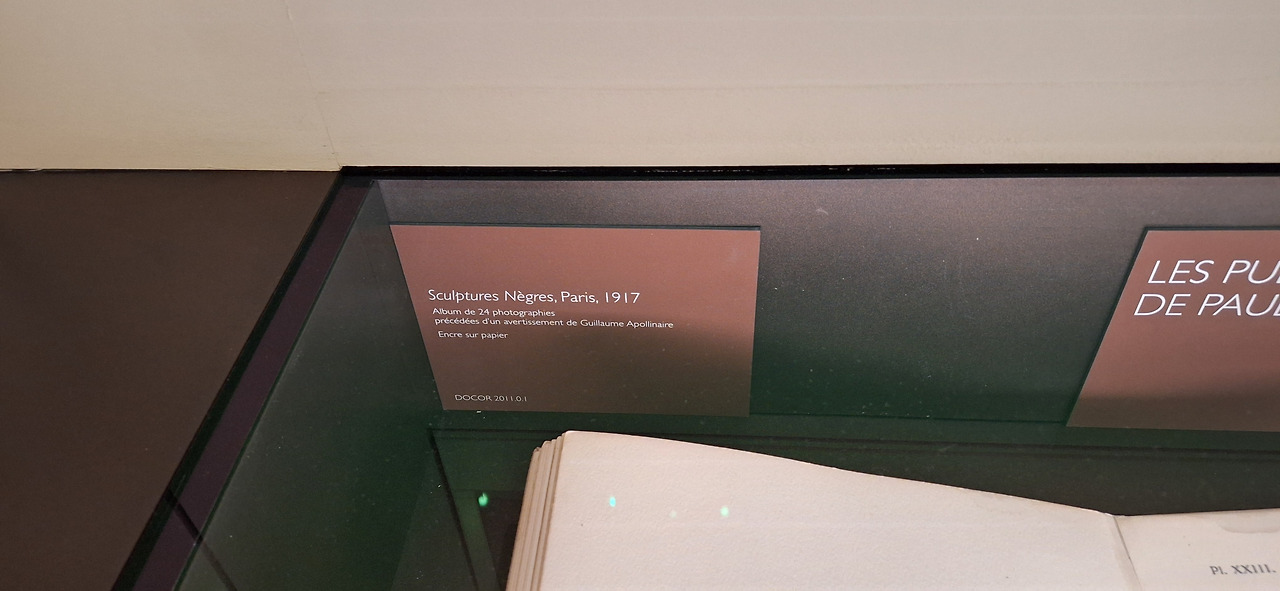 Sculptures Nègres, Paris, 1917
Album de 24 photographies
précédées d'un avertissement de Guillaume Apollinaire
Encre sur papier
DOCOR 2011.0.1
LES PU
DE PAUL
Pl. XXIII.